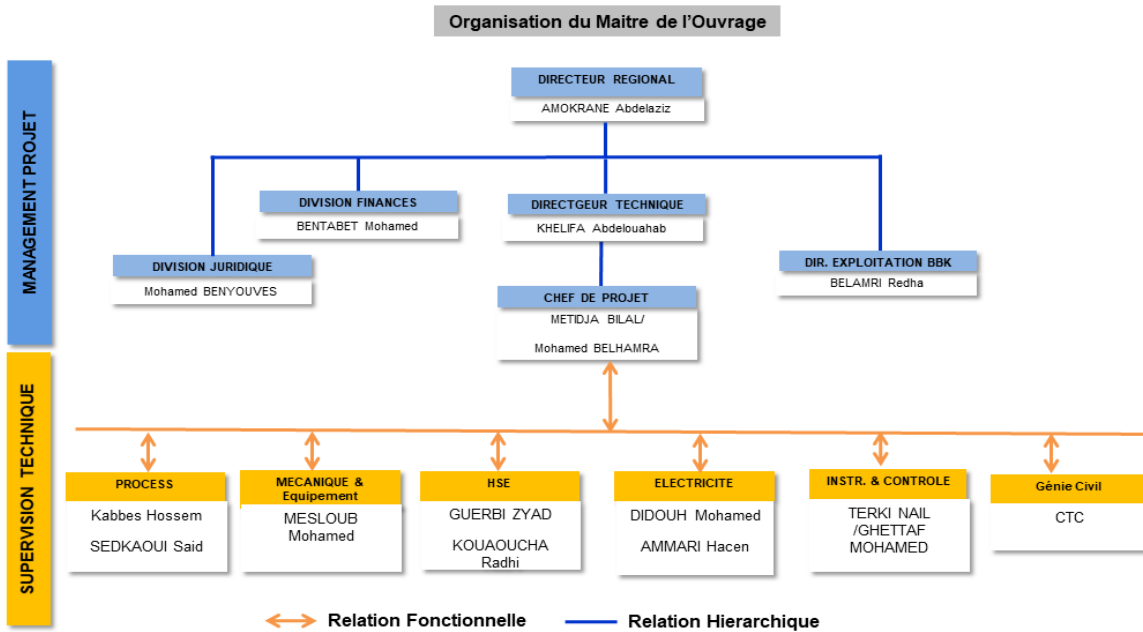 Organisation du Maitre de l'Ouvrage
MANAGEMENT PROJET
DIRECTEUR REGIONAL
AMOKRANE Abdelaziz
DIVISION FINANCES
BENTABET Mohamed
DIRECTGEUR TECHNIQUE
KHELIFA Abdelouahab
DIVISION JURIDIQUE
Mohamed BENYOUVES
DIR. EXPLOITATION BBK
BELAMRI Redha
CHEF DE PROJET
METIDJA BILAL/
Mohamed BELHAMRA
SUPERVISION TECHNIQUE
PROCESS
Kabbes Hossem
SEDKAOUI Said
MECANIQUE &
Equipement
MESLOUB
Mohamed
HSE
GUERBI ZYAD
KOUAOUCHA
Radhi
ELECTRICITE
DIDOUH Mohamed
AMMARI Hacen
INSTR. & CONTROLE
TERKI NAIL
/GHETTAF
MOHAMED
Génie Civil
CTC
Relation Fonctionnelle
Relation Hierarchique